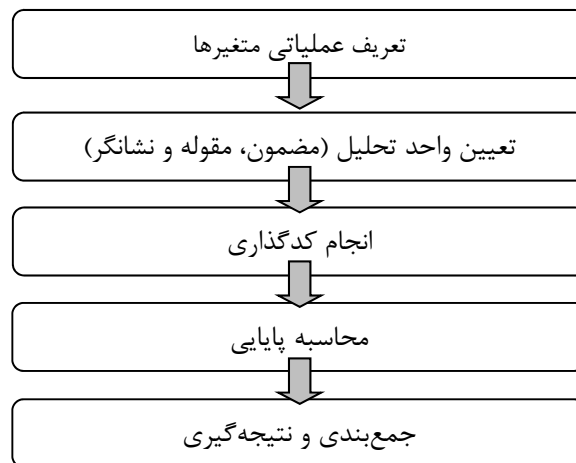 تعریف عملیاتی متغیرها
تعیین واحد تحلیل (مضمون، مقوله و نشانگر)
انجام کدگذاری
محاسبه پایایی
جمع‌بندی و نتیجه‌گیری